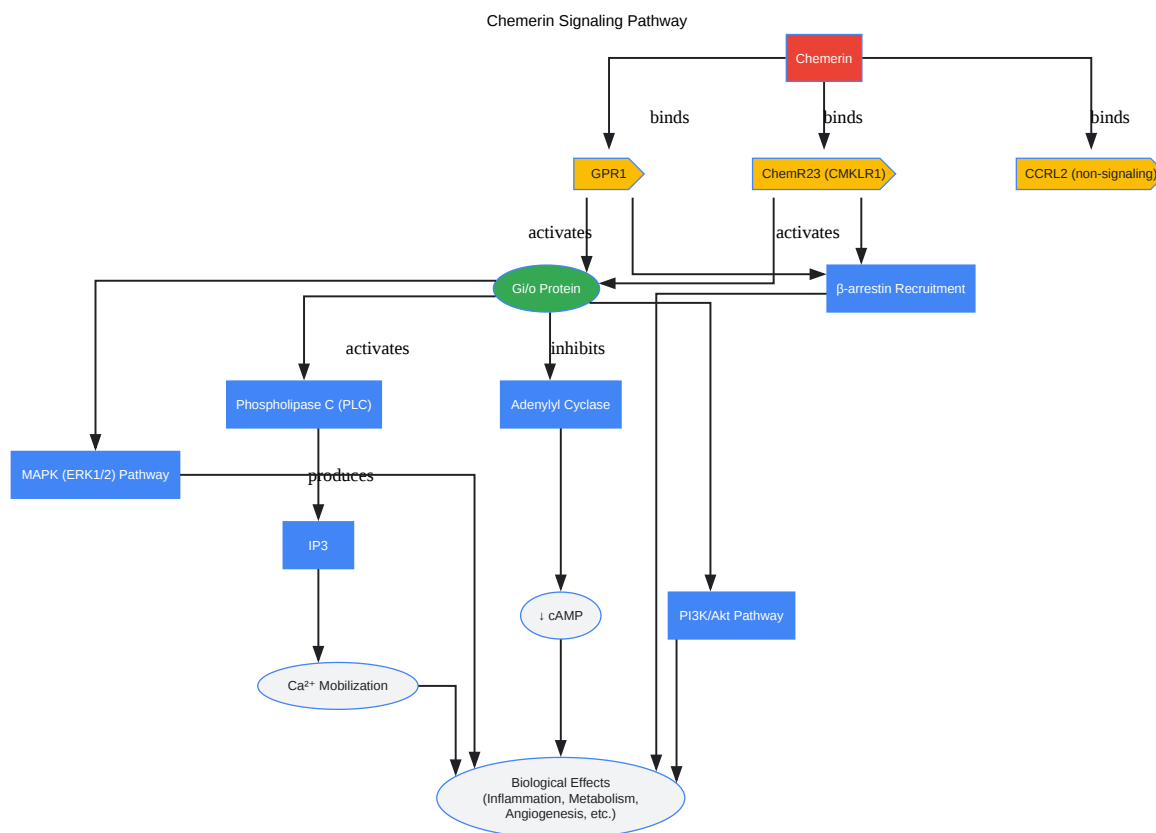 Chemerin Signaling Pathway
Chemerin
binds
binds
binds
GPR1
ChemR23 (CMKLR1)
CCRL2 (non-signaling)
activates
activates
Gi/o Protein
β-arrestin Recruitment
activates
inhibits
Phospholipase C (PLC)
Adenylyl Cyclase
MAPK (ERK1/2) Pathway
produces
IP3
↓ cAMP
PI3K/Akt Pathway
Ca²⁺ Mobilization
Biological Effects
(Inflammation, Metabolism,
Angiogenesis, etc.)